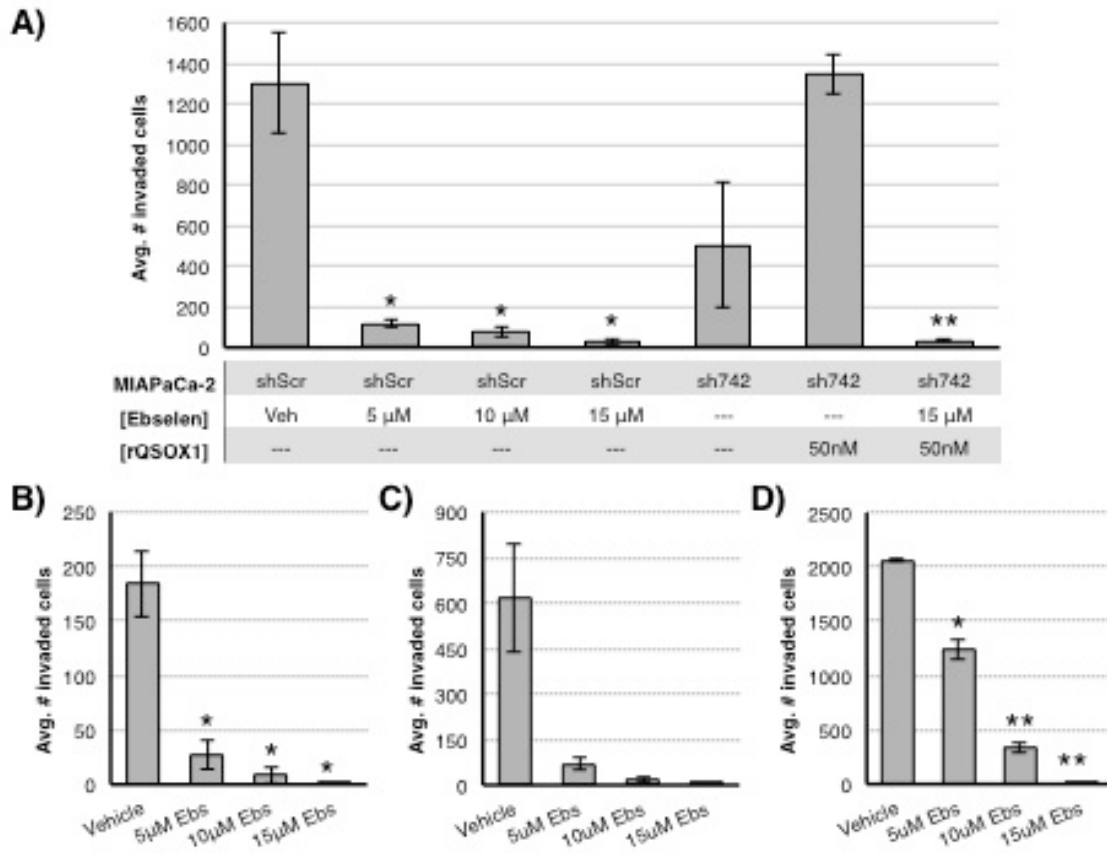 A)
Avg. # invaded cells
1600
1400
1200
1000
800
600
400
200
0
*
*
*
**
MIAPaCa-2 shScr shScr shScr shScr sh742 sh742 sh742
[Ebselen] Veh 5 μM 10 μM 15 μM --- --- 15 μM
[rQSOX1] --- --- --- --- --- 50nM 50nM
B)
Avg. # invaded cells
250
200
150
100
50
0
*
*
*
Vehicle 5μM Ebs 10μM Ebs 15μM Ebs
C)
Avg. # invaded cells
900
750
600
450
300
150
0
Vehicle 5uM Ebs 10uM Ebs 15uM Ebs
D)
Avg. # invaded cells
2500
2000
1500
1000
500
0
*
**
**
Vehicle 5uM Ebs 10uM Ebs 15uM Ebs